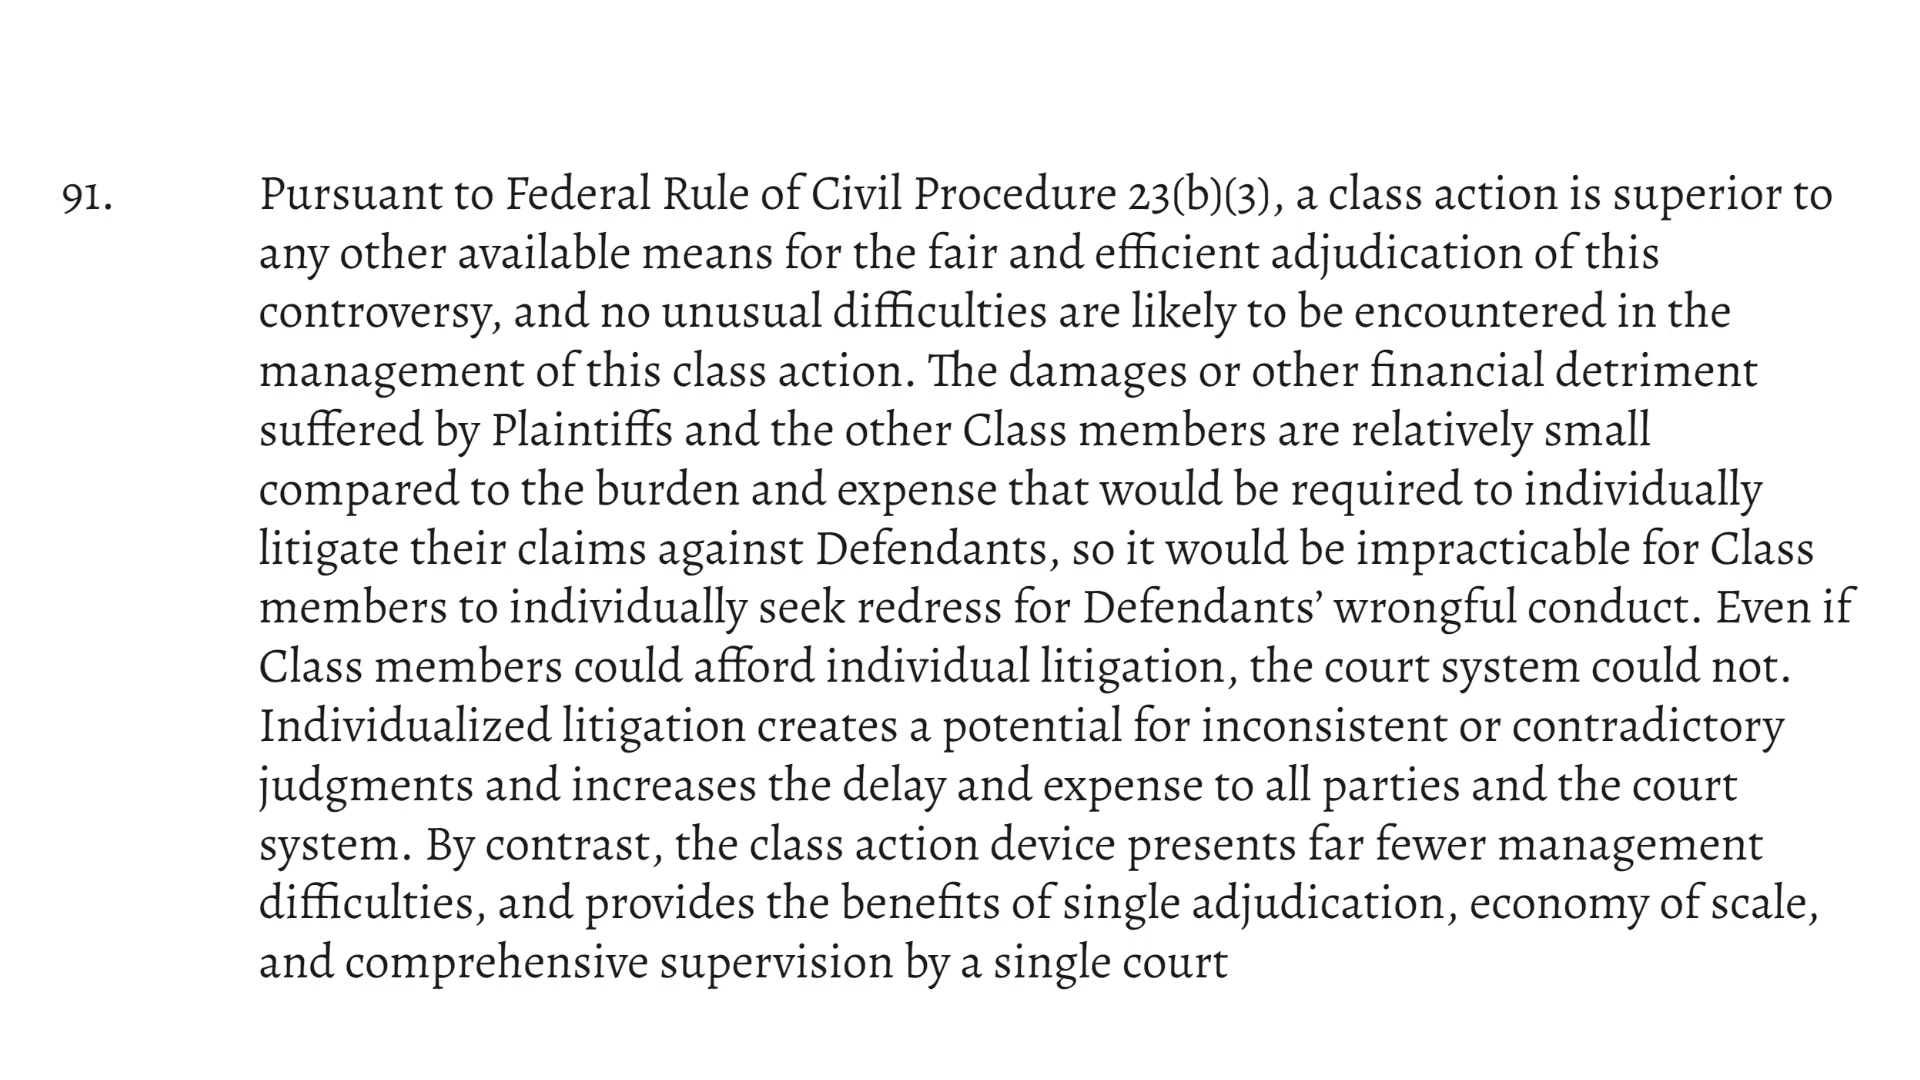 91. Pursuant to Federal Rule of Civil Procedure 23(b)(3), a class action is superior to
any other available means for the fair and efficient adjudication of this
controversy, and no unusual difficulties are likely to be encountered in the
management of this class action. The damages or other financial detriment
suffered by Plaintiffs and the other Class members are relatively small
compared to the burden and expense that would be required to individually
litigate their claims against Defendants, so it would be impracticable for Class
members to individually seek redress for Defendants’ wrongful conduct. Even if
Class members could afford individual litigation, the court system could not.
Individualized litigation creates a potential for inconsistent or contradictory
judgments and increases the delay and expense to all parties and the court
system. By contrast, the class action device presents far fewer management
difficulties, and provides the benefits of single adjudication, economy of scale,
and comprehensive supervision by a single court